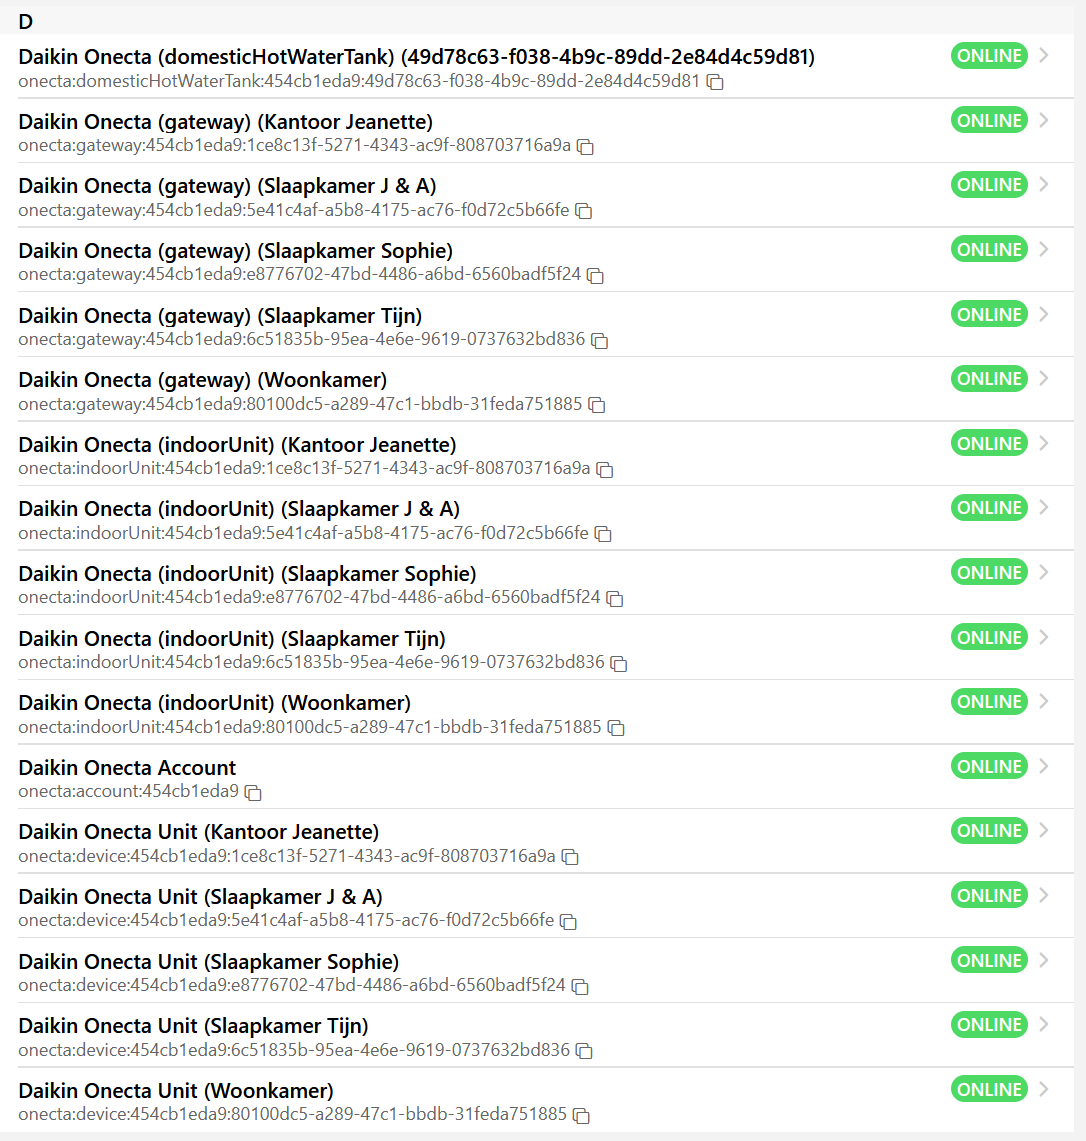 D
Daikin Onecta (domesticHotWaterTank) (49d78c63-f038-4b9c-89dd-2e84d4c59d81)
ONLINE
onecta:domesticHotWaterTank:454cb1eda9:49d78c63-f038-4b9c-89dd-2e84d4c59d81
Daikin Onecta (gateway) (Kantoor Jeanette)
ONLINE
onecta:gateway:454cb1eda9:1ce8c13f-5271-4343-ac9f-808703716a9a
Daikin Onecta (gateway) (Slaapkamer J & A)
ONLINE
onecta:gateway:454cb1eda9:5e41c4af-a5b8-4175-ac76-f0d72c5b66fe
Daikin Onecta (gateway) (Slaapkamer Sophie)
ONLINE
onecta:gateway:454cb1eda9:e8776702-47bd-4486-a6bd-6560badf5f24
Daikin Onecta (gateway) (Slaapkamer Tijn)
ONLINE
onecta:gateway:454cb1eda9:6c51835b-95ea-4e6e-9619-0737632bd836
Daikin Onecta (gateway) (Woonkamer)
ONLINE
onecta:gateway:454cb1eda9:80100dc5-a289-47c1-bbdb-31feda751885
Daikin Onecta (indoorUnit) (Kantoor Jeanette)
ONLINE
onecta:indoorUnit:454cb1eda9:1ce8c13f-5271-4343-ac9f-808703716a9a
Daikin Onecta (indoorUnit) (Slaapkamer J & A)
ONLINE
onecta:indoorUnit:454cb1eda9:5e41c4af-a5b8-4175-ac76-f0d72c5b66fe
Daikin Onecta (indoorUnit) (Slaapkamer Sophie)
ONLINE
onecta:indoorUnit:454cb1eda9:e8776702-47bd-4486-a6bd-6560badf5f24
Daikin Onecta (indoorUnit) (Slaapkamer Tijn)
ONLINE
onecta:indoorUnit:454cb1eda9:6c51835b-95ea-4e6e-9619-0737632bd836
Daikin Onecta (indoorUnit) (Woonkamer)
ONLINE
onecta:indoorUnit:454cb1eda9:80100dc5-a289-47c1-bbdb-31feda751885
Daikin Onecta Account
ONLINE
onecta:account:454cb1eda9
Daikin Onecta Unit (Kantoor Jeanette)
ONLINE
onecta:device:454cb1eda9:1ce8c13f-5271-4343-ac9f-808703716a9a
Daikin Onecta Unit (Slaapkamer J & A)
ONLINE
onecta:device:454cb1eda9:5e41c4af-a5b8-4175-ac76-f0d72c5b66fe
Daikin Onecta Unit (Slaapkamer Sophie)
ONLINE
onecta:device:454cb1eda9:e8776702-47bd-4486-a6bd-6560badf5f24
Daikin Onecta Unit (Slaapkamer Tijn)
ONLINE
onecta:device:454cb1eda9:6c51835b-95ea-4e6e-9619-0737632bd836
Daikin Onecta Unit (Woonkamer)
ONLINE
onecta:device:454cb1eda9:80100dc5-a289-47c1-bbdb-31feda751885